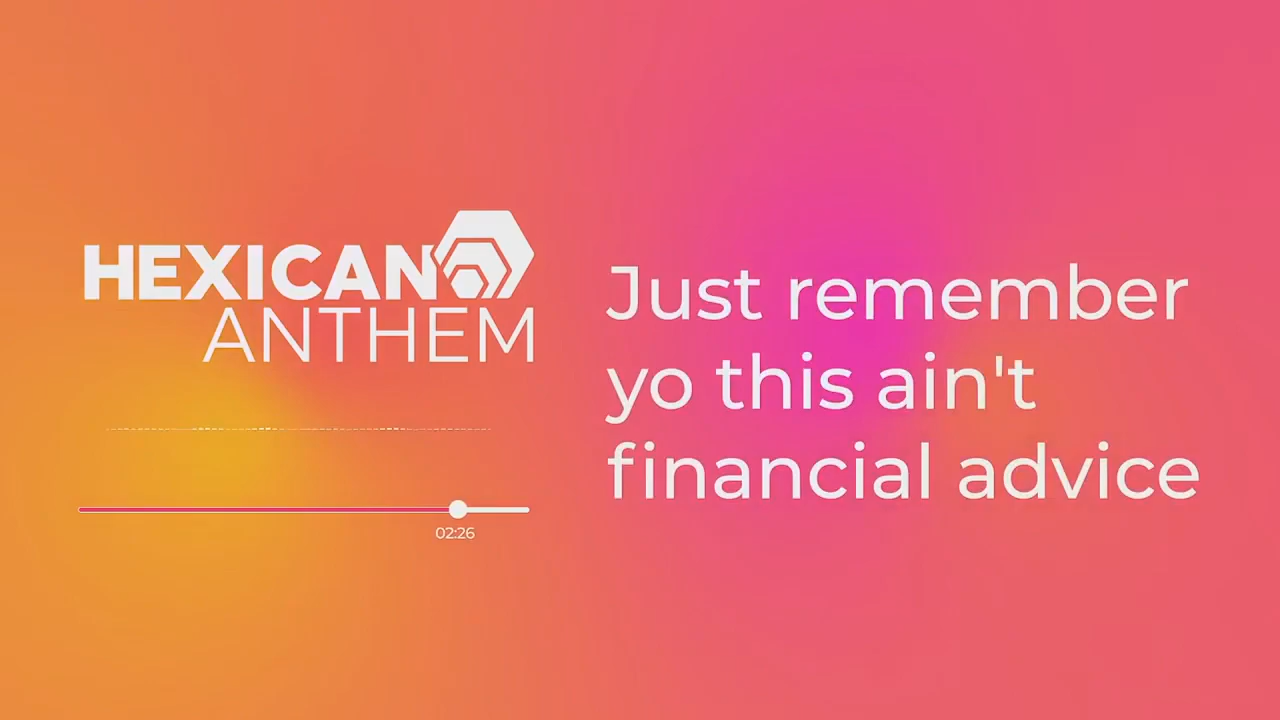 HEXICAN
ANTHEM
02:26
Just remember
yo this ain't
financial advice